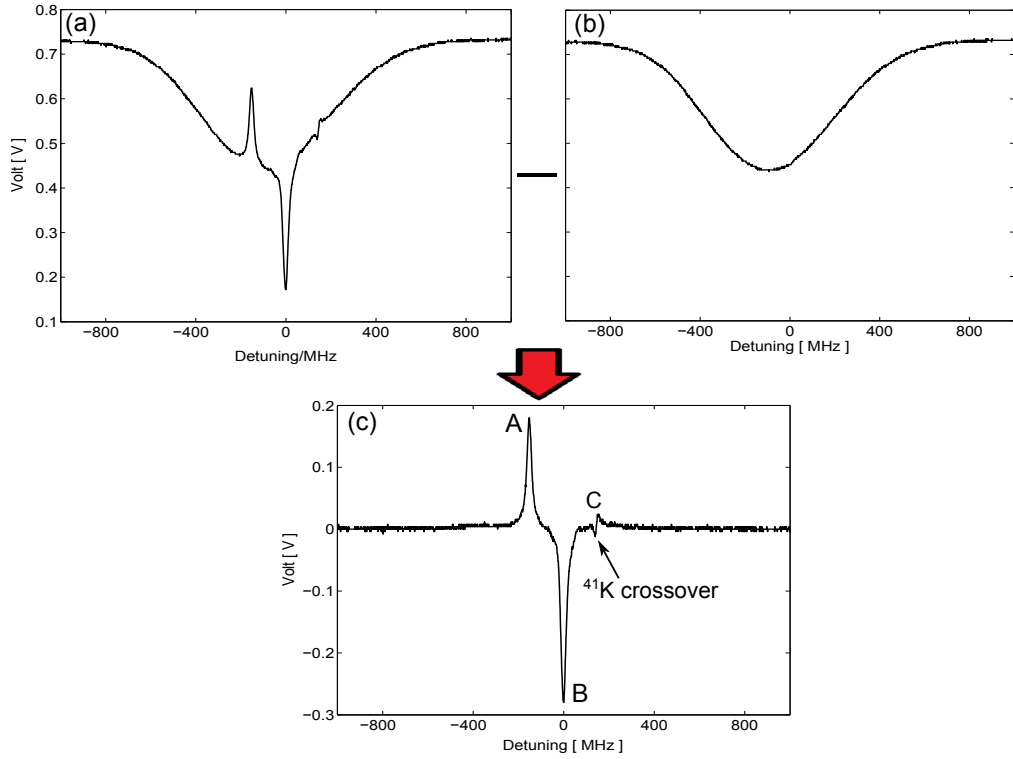 (a)
0.8
0.7
0.6
0.5
0.4
0.3
0.2
0.1
Volt [ V ]
−800 −400 0 400 800
Detuning/MHz
(b)
−800 −400 0 400 800
Detuning [ MHz ]
(c)
0.2
0.1
0
−0.1
−0.2
−0.3
Volt [ V ]
A
C
41K crossover
B
−800 −400 0 400 800
Detuning [ MHz ]